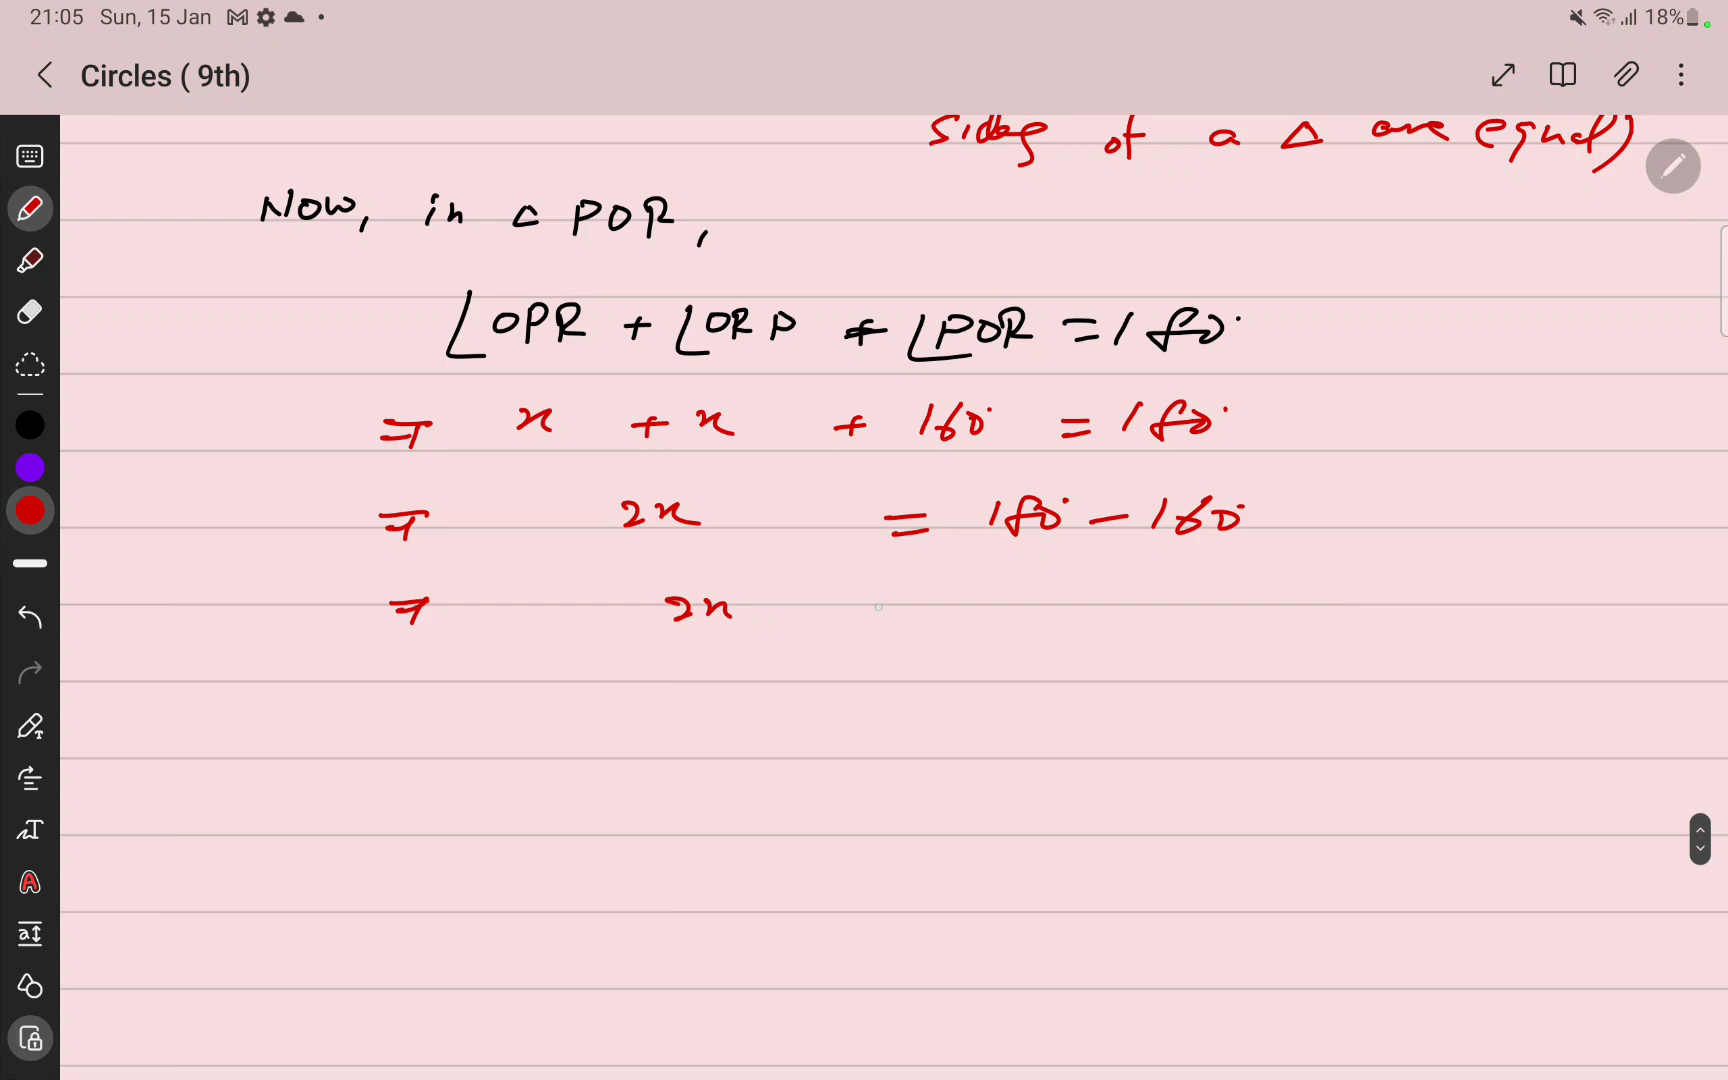 21:05 Sun, 15 Jan 18%
Circles ( 9th)
sides of a Δ are equal)
Now, in Δ POR,
∠OPR + ∠ORP + ∠POR = 180°
⇒ x + x + 160° = 180°
⇒ 2x = 180° - 160°
⇒ 2x